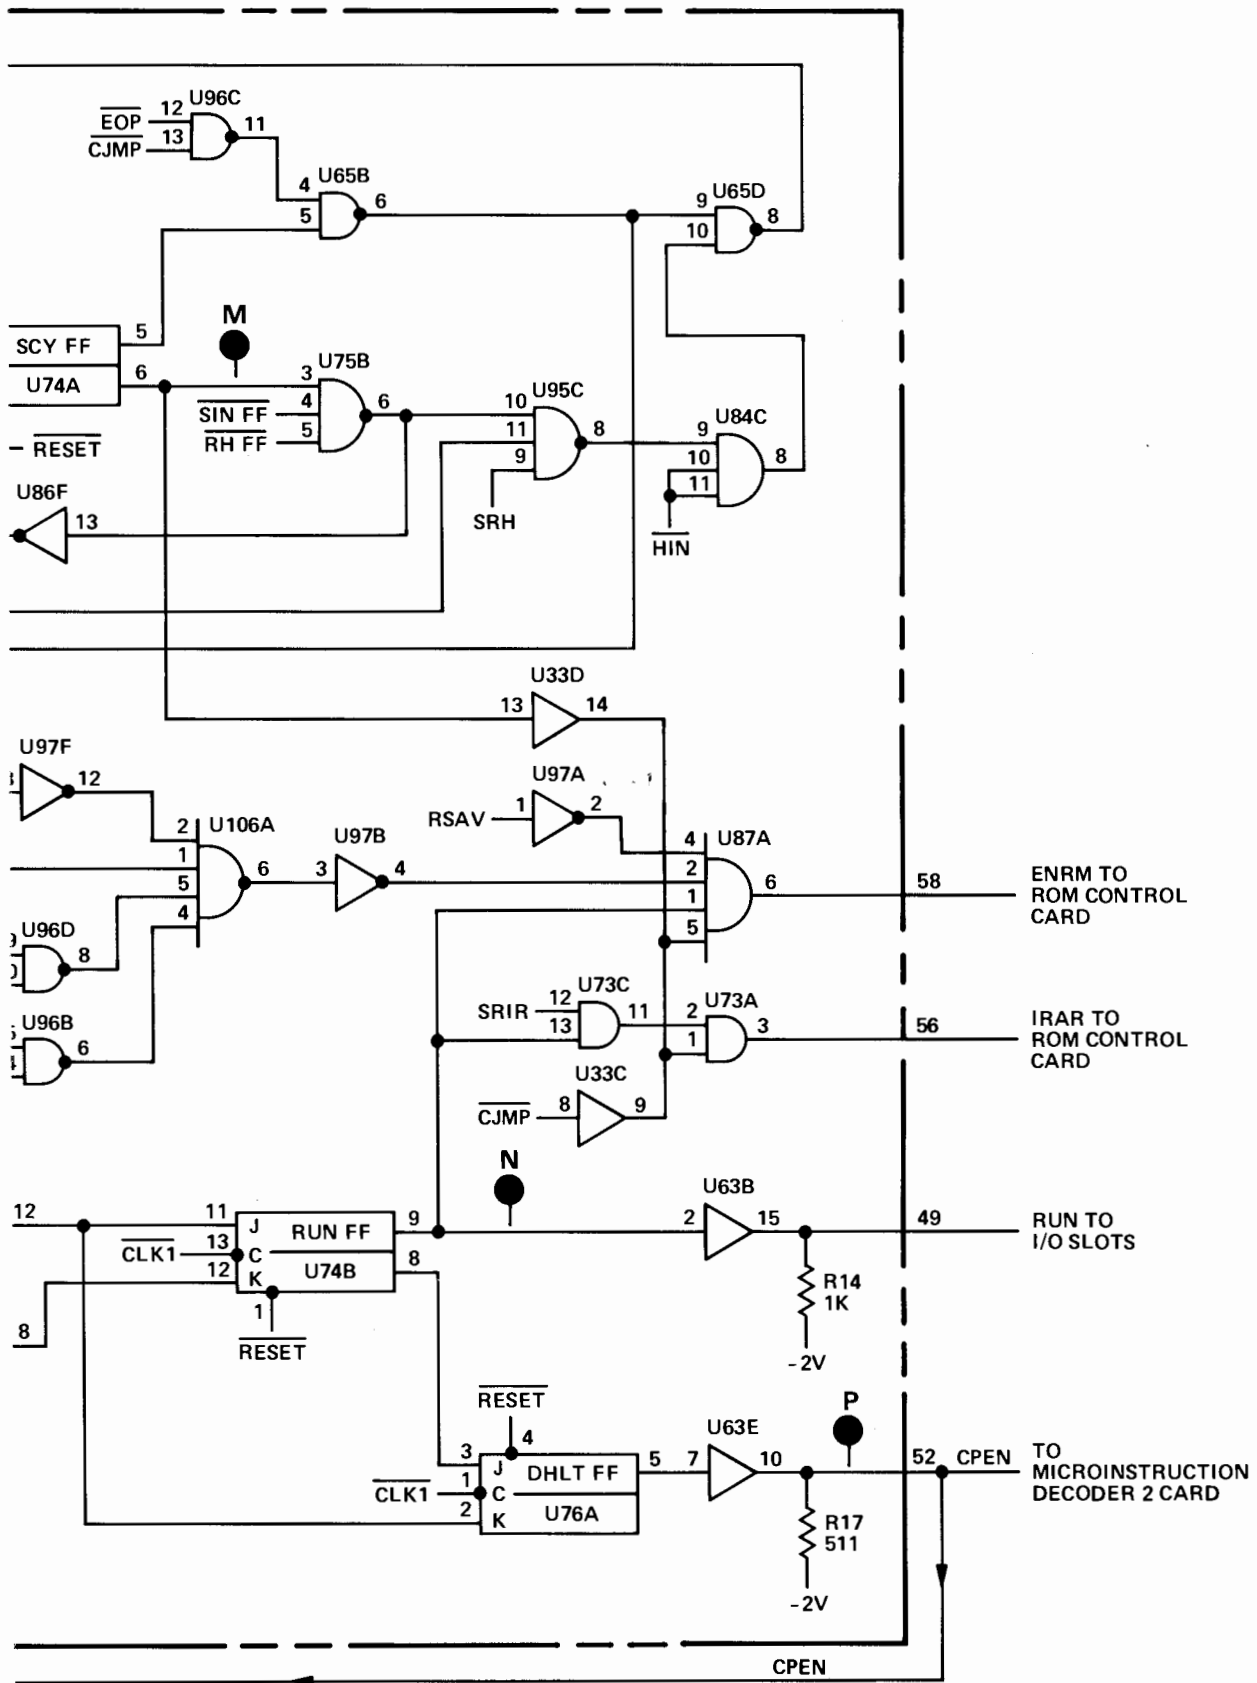 U96C
EOP 12
CJMP 13
11
U65B
4
5
6
U65D
9
10
8
M
SCY FF 5
U74A 6
U75B
3
SIN FF 4
RH FF 5
6
U95C
10
11
9
8
SRH
U84C
9
10
11
8
HIN
– RESET
U86F
13
U33D
13 14
U97F
12
U97A
RSAV 1 2
U106A
2
1
5
4
6
U97B
3 4
U87A
4
2
1
5
6
58
ENRM TO
ROM CONTROL
CARD
U96D
8
U96B
6
U73C
SRIR 12
13
11
U73A
2
1
3
56
IRAR TO
ROM CONTROL
CARD
U33C
CJMP 8 9
N
12
11 J RUN FF 9
CLK1 13 C
12 K U74B 8
1
RESET
8
U63B
2 15
49
RUN TO
I/O SLOTS
R14
1K
-2V
RESET
4
3 J DHLT FF 5
CLK1 1 C
2 K U76A
U63E
7 10
P
52 CPEN
TO
MICROINSTRUCTION
DECODER 2 CARD
R17
511
-2V
CPEN